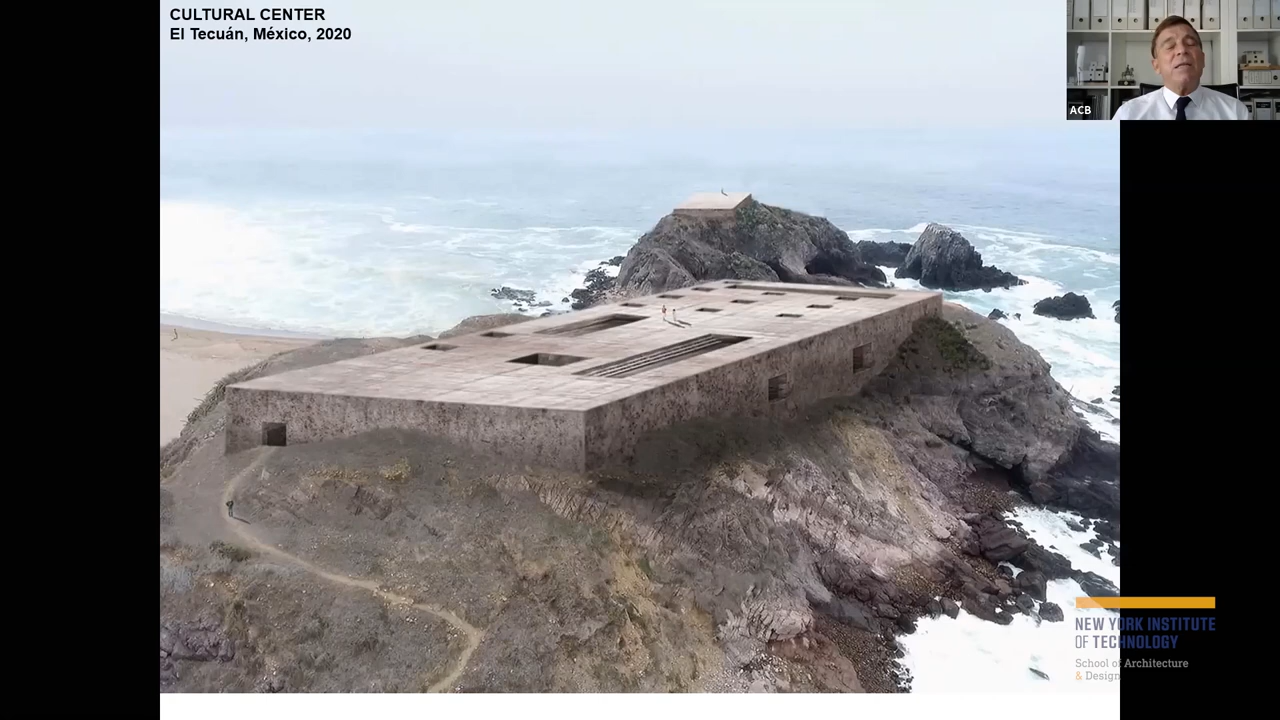 CULTURAL CENTER
El Tecuán, México, 2020
ACB
NEW YORK INSTITUTE
OF TECHNOLOGY
School of Architecture
& Design